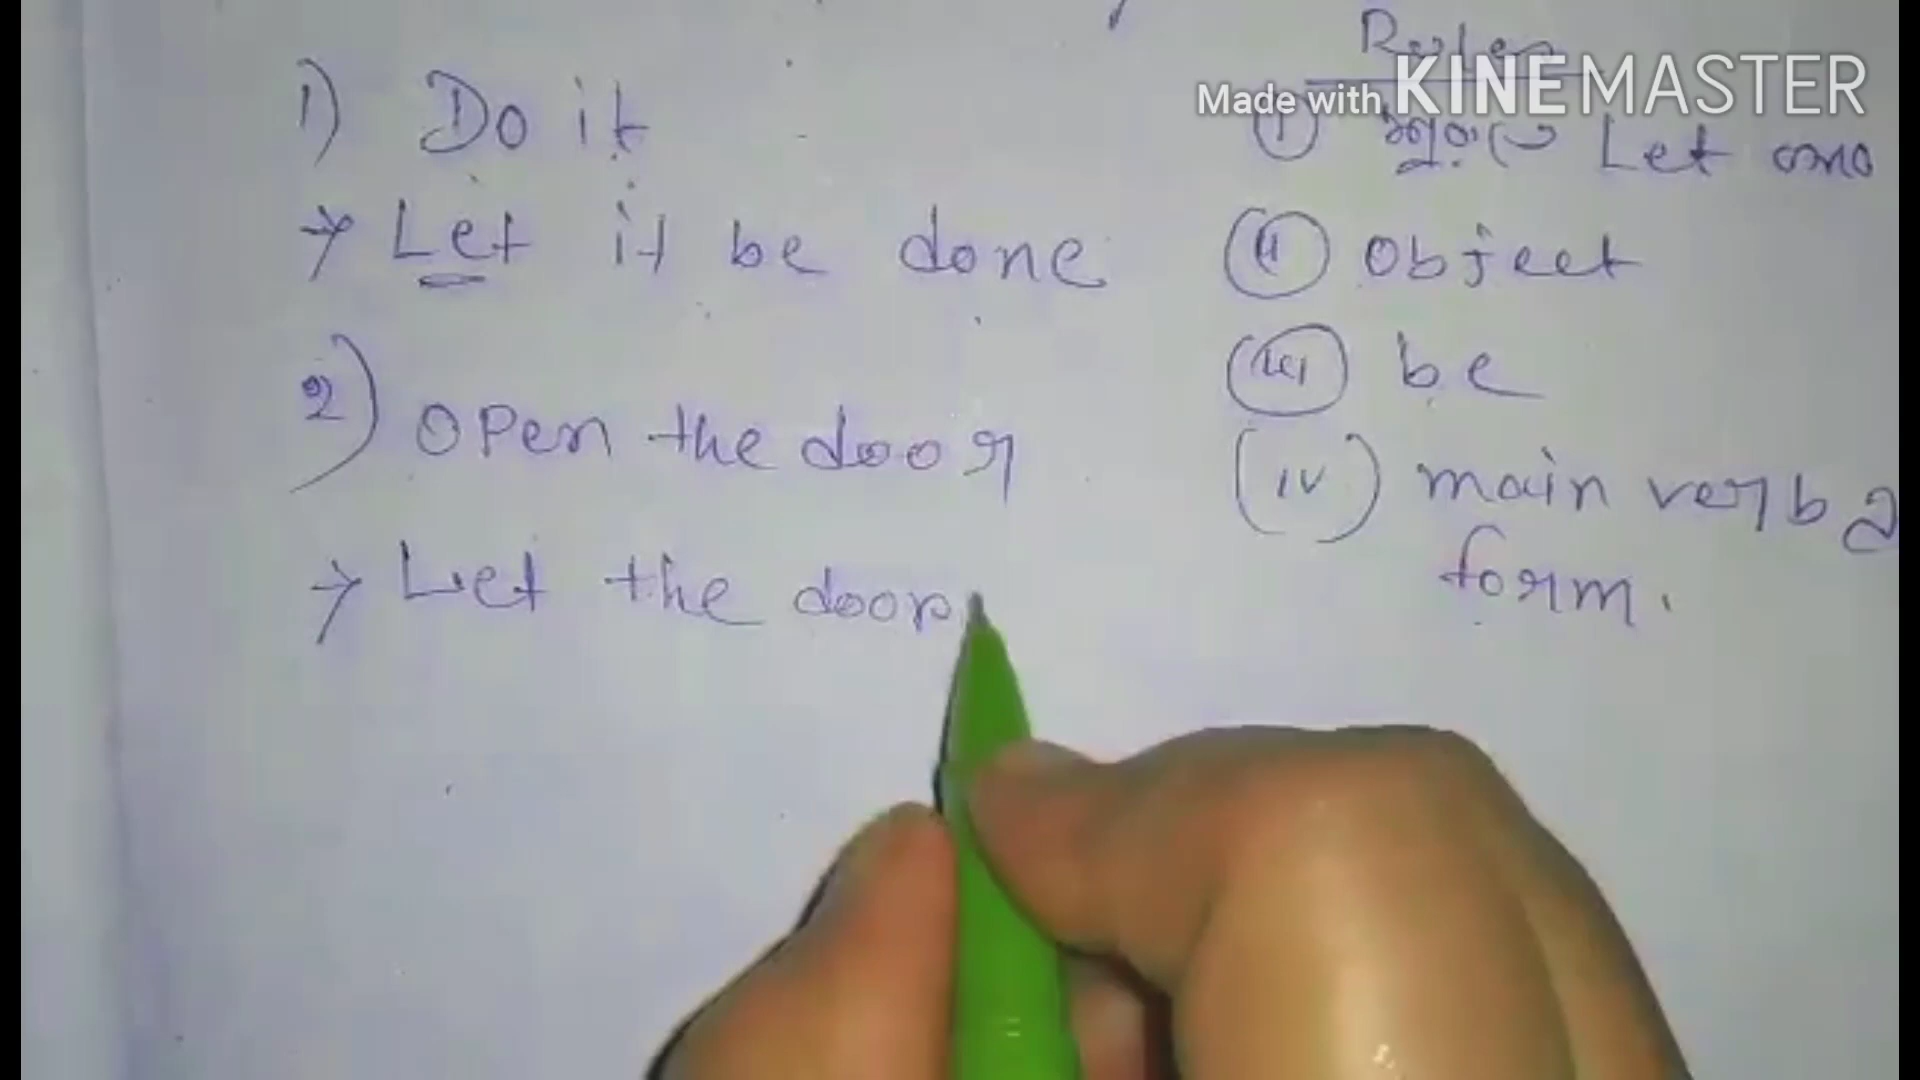 Rules
Made with KINEMASTER
1) Do it
(i) Let
→ Let it be done
(ii) object
(iii) be
2) open the door
(iv) main verb
form.
→ Let the door